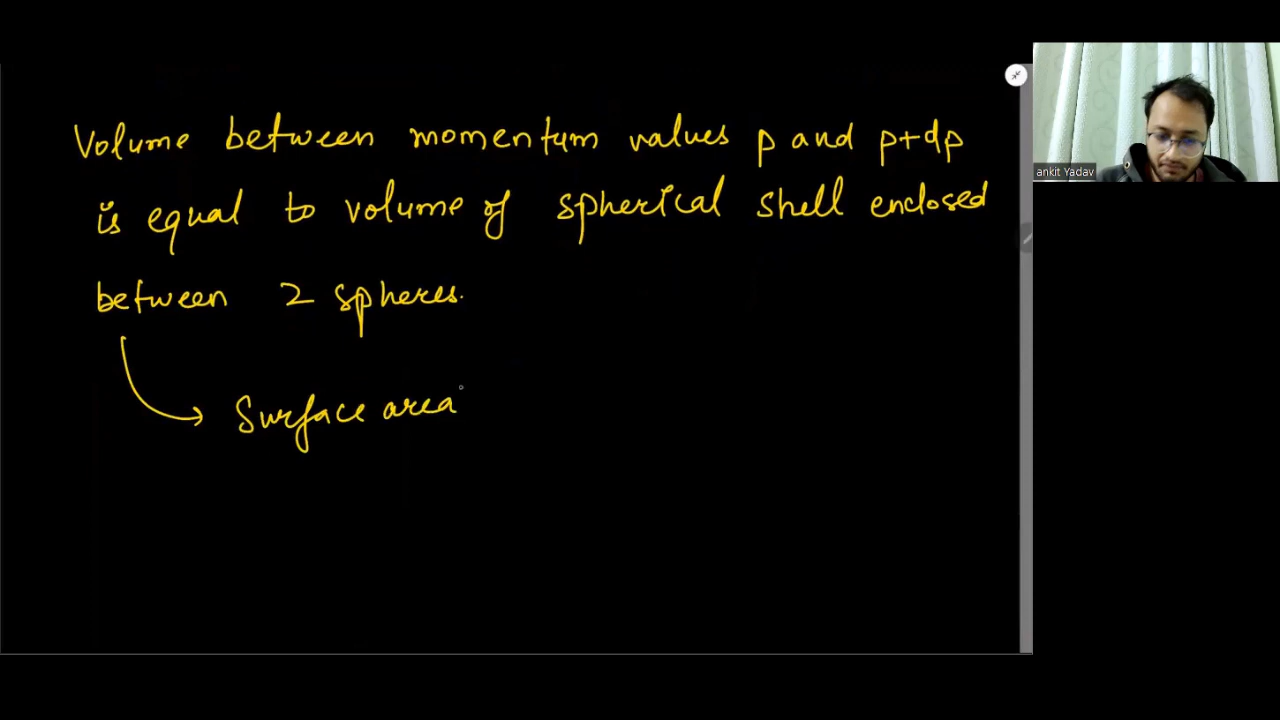 Volume between momentum values p and p+dp
is equal to volume of spherical shell enclosed
between 2 spheres.
→ Surface area
ankit Yadav